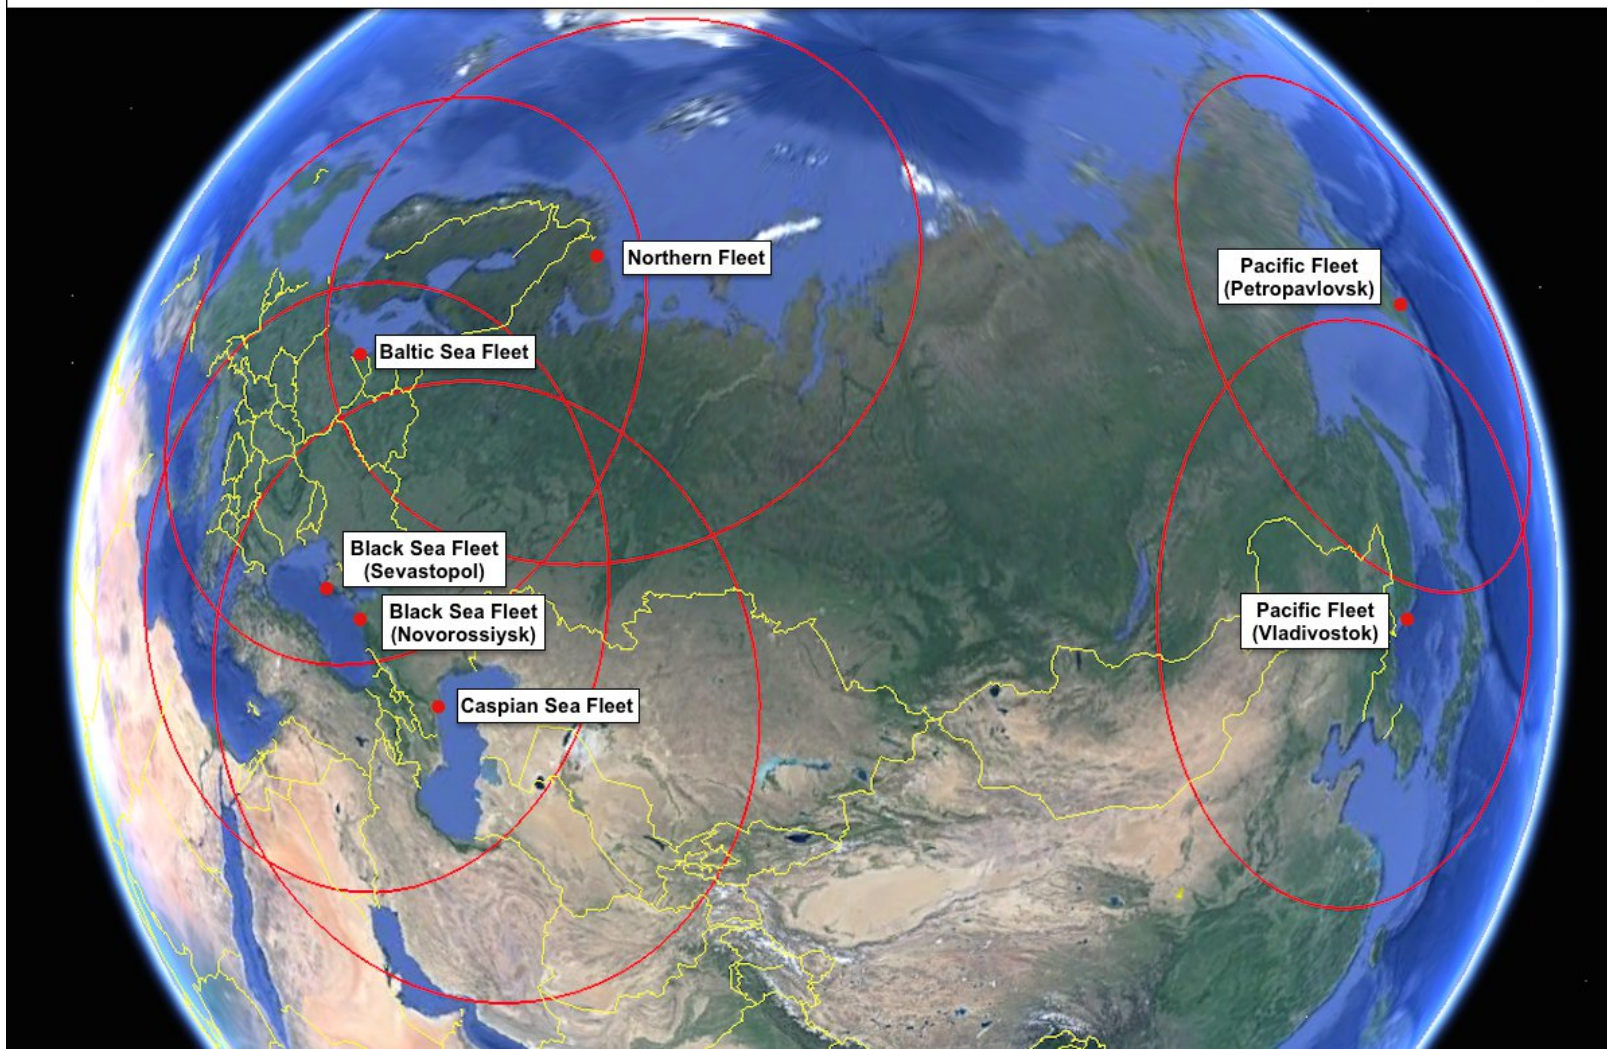 Northern Fleet
Pacific Fleet
(Petropavlovsk)
Baltic Sea Fleet
Black Sea Fleet
(Sevastopol)
Black Sea Fleet
(Novorossiysk)
Pacific Fleet
(Vladivostok)
Caspian Sea Fleet